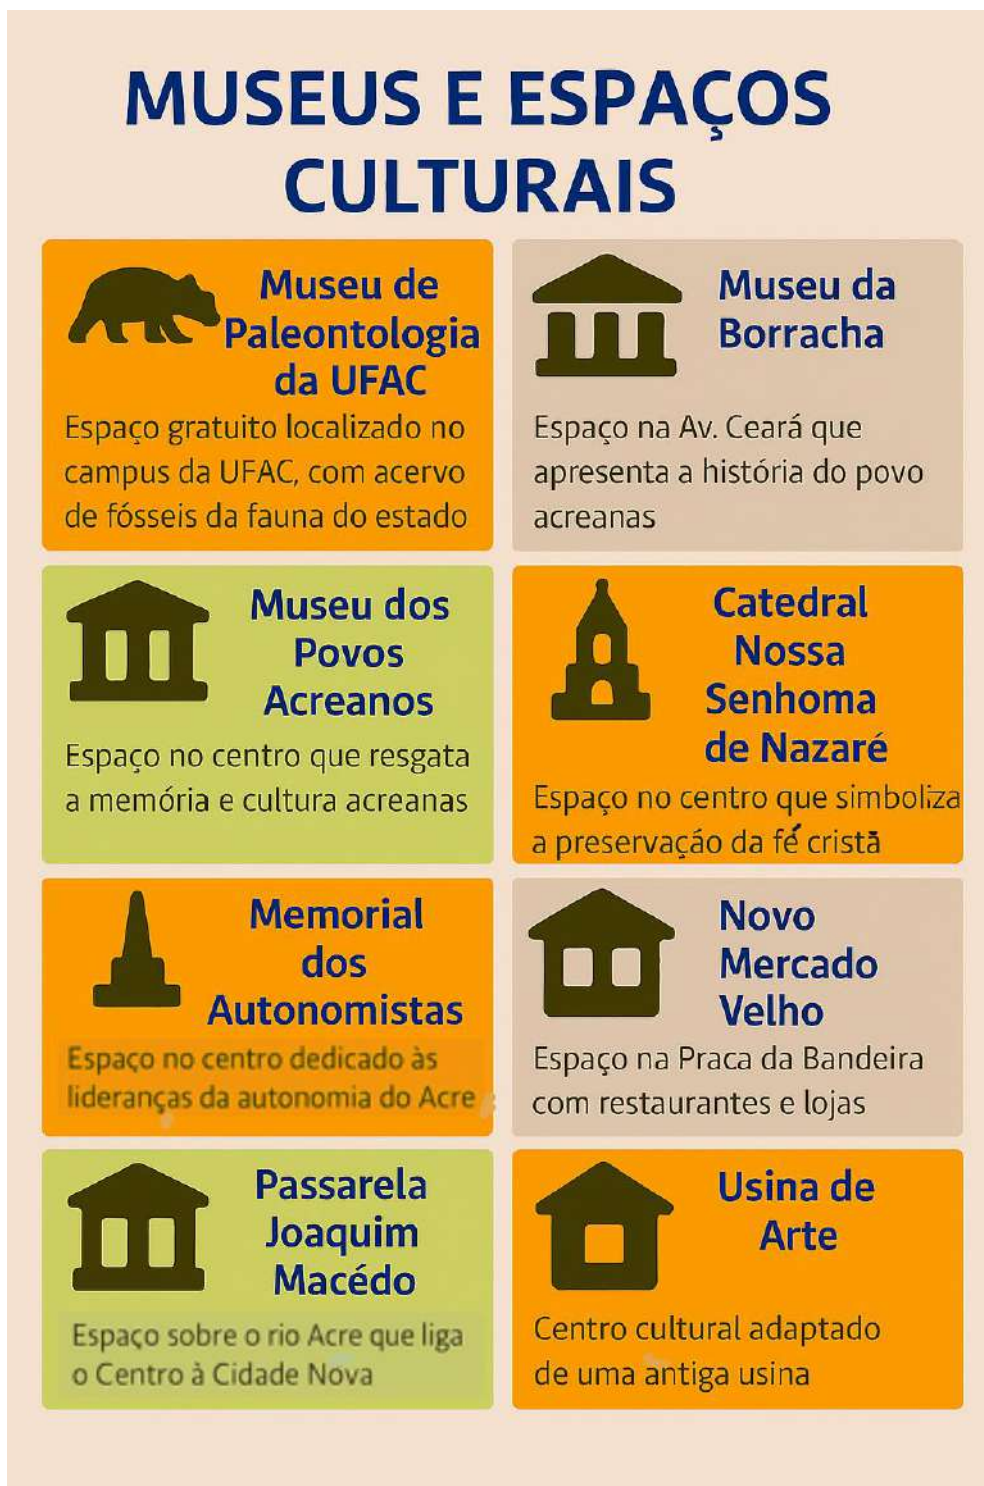 MUSEUS E ESPAÇOS
CULTURAIS
Museu de
Paleontologia
da UFAC
Espaço gratuito localizado no
campus da UFAC, com acervo
de fósseis da fauna do estado
Museu da
Borracha
Espaço na Av. Ceará que
apresenta a história do povo
acreanas
Museu dos
Povos
Acreanos
Espaço no centro que resgata
a memória e cultura acreanas
Catedral
Nossa
Senhoma
de Nazaré
Espaço no centro que simboliza
a preservaçáo da fé cristā
Memorial
dos
Autonomistas
Espaço no centro dedicado às
lideranças da autonomia do Acre
Novo
Mercado
Velho
Espaço na Praca da Bandeira
com restaurantes e lojas
Passarela
Joaquim
Macédo
Espaço sobre o rio Acre que liga
o Centro à Cidade Nova
Usina de
Arte
Centro cultural adaptado
de uma antiga usina